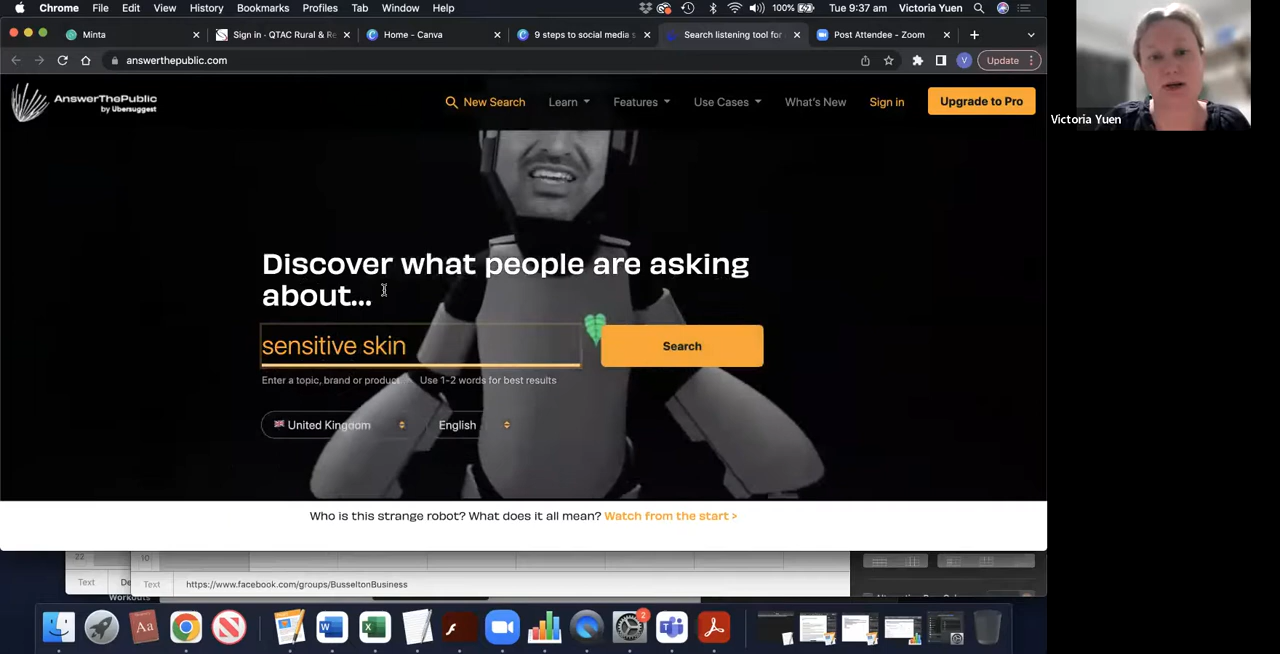 Chrome File Edit View History Bookmarks Profiles Tab Window Help 100% Tue 9:37 am Victoria Yuen
Minta × Sign in · QTAC Rural & Re × Home – Canva × 9 steps to social media s × Search listening tool for × Post Attendee - Zoom ×
answerthepublic.com V Update
AnswerThePublic
by Ubersuggest
New Search Learn Features Use Cases What's New Sign in Upgrade to Pro
Victoria Yuen
Discover what people are asking
about...
sensitive skin Search
Enter a topic, brand or product Use 1-2 words for best results
United Kingdom English
Who is this strange robot? What does it all mean? Watch from the start >
10
Text De Text https://www.facebook.com/groups/BusseltonBusiness
Aa W X 2